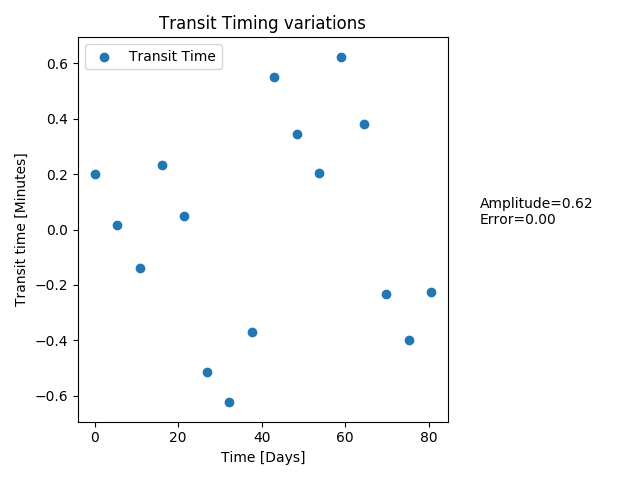 Transit Timing variations
Transit Time
0.6
0.4
0.2
0.0
−0.2
−0.4
−0.6
Transit time [Minutes]
Amplitude=0.62
Error=0.00
0
20
40
60
80
Time [Days]